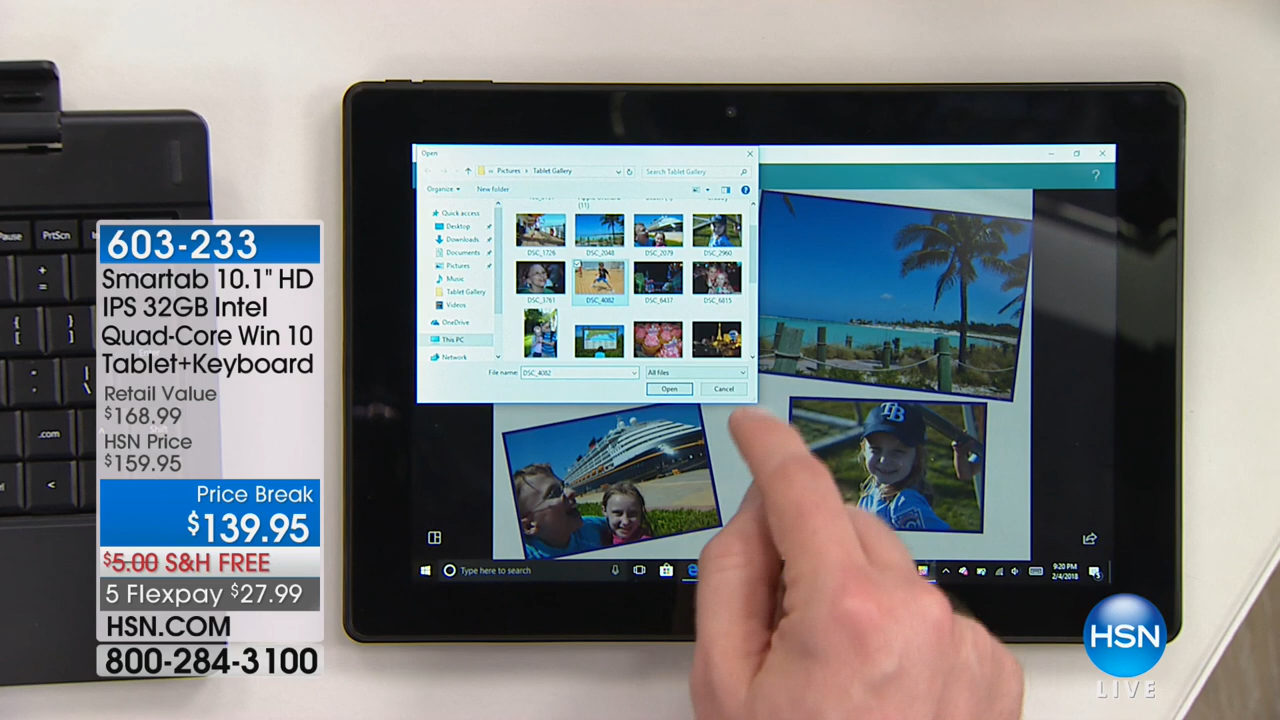 603-233
Smartab 10.1" HD
IPS 32GB Intel
Quad-Core Win 10
Tablet+Keyboard
Retail Value
$168.99
HSN Price
$159.95
Price Break
$139.95
$5.00 S&H FREE
5 Flexpay $27.99
HSN.COM
800-284-3100
Pause
PrtScn
+
=
{
}
[
]
:
;
|
\
.com
<
Shift
Open
« Pictures › Tablet Gallery
Search Tablet Gallery
Organize
New folder
(11)
Quick access
Desktop
Downloads
Documents
Pictures
Music
Tablet Gallery
Videos
OneDrive
This PC
Network
DSC_1726
DSC_2048
DSC_2079
DSC_2960
DSC_3761
DSC_4082
DSC_6437
DSC_6815
File name:
DSC_4082
All files
Open
Cancel
?
TB
Type here to search
9:20 PM
2/4/2018
HSN
LIVE